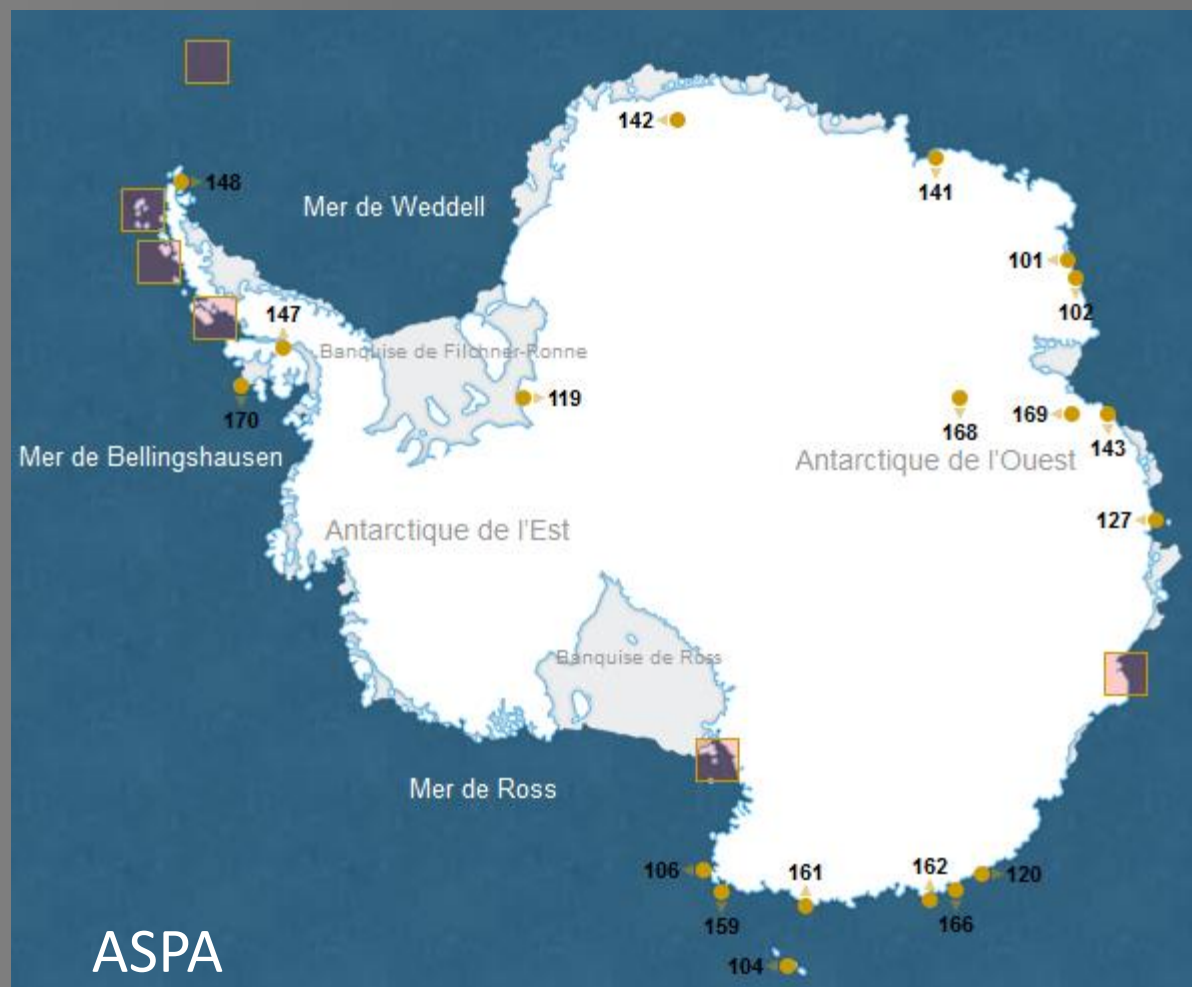 142
141
148
Mer de Weddell
101
102
147
Banquise de Filchner-Ronne
119
170
168
169
143
Mer de Bellingshausen
Antarctique de l'Ouest
127
Antarctique de l'Est
Banquise de Ross
Mer de Ross
106
161
162
120
159
166
104
ASPA